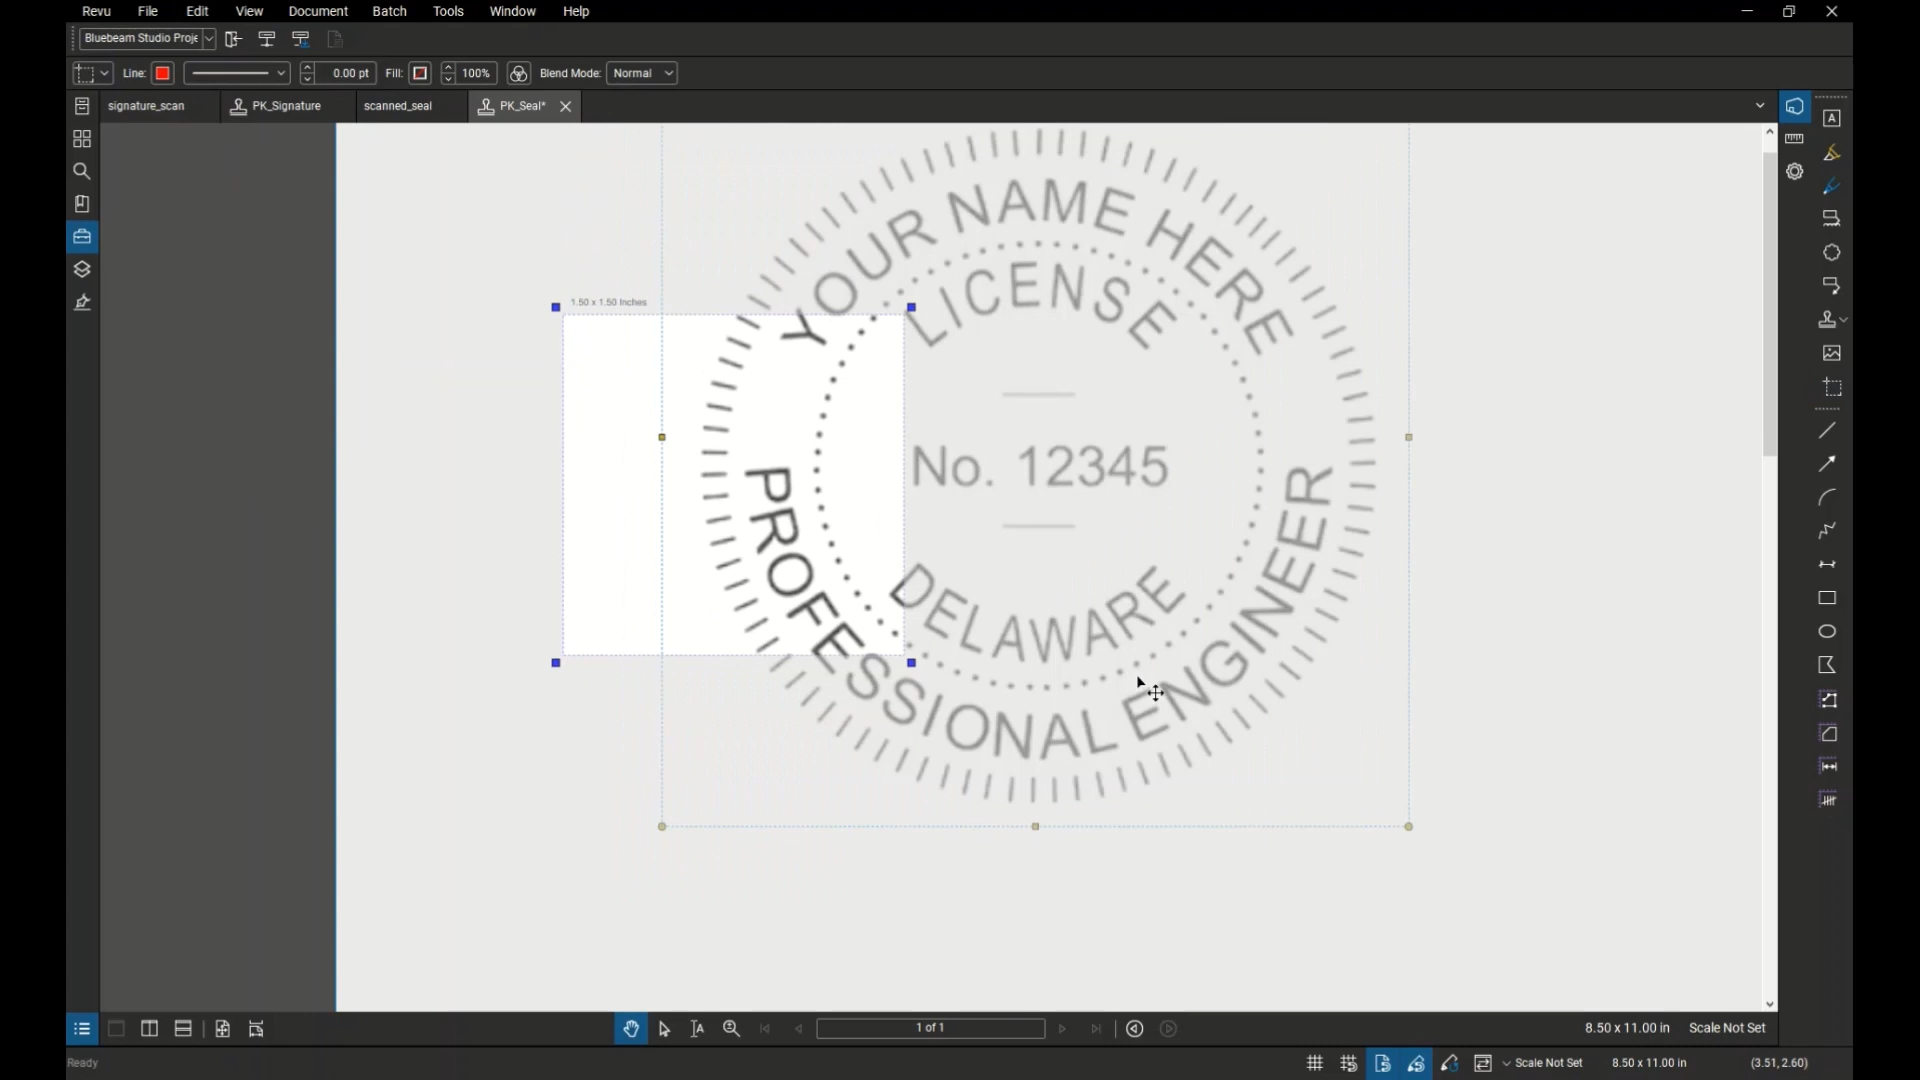 Revu File Edit View Document Batch Tools Window Help
Bluebeam Studio Proje
Line: 0.00 pt Fill: 100% Blend Mode: Normal
signature_scan PK_Signature scanned_seal PK_Seal*
YOUR NAME HERE
LICENSE
1.50 x 1.50 Inches
No. 12345
DELAWARE
PROFESSIONAL ENGINEER
1 of 1 8.50 x 11.00 in Scale Not Set
Ready Scale Not Set 8.50 x 11.00 in (3.51, 2.60)